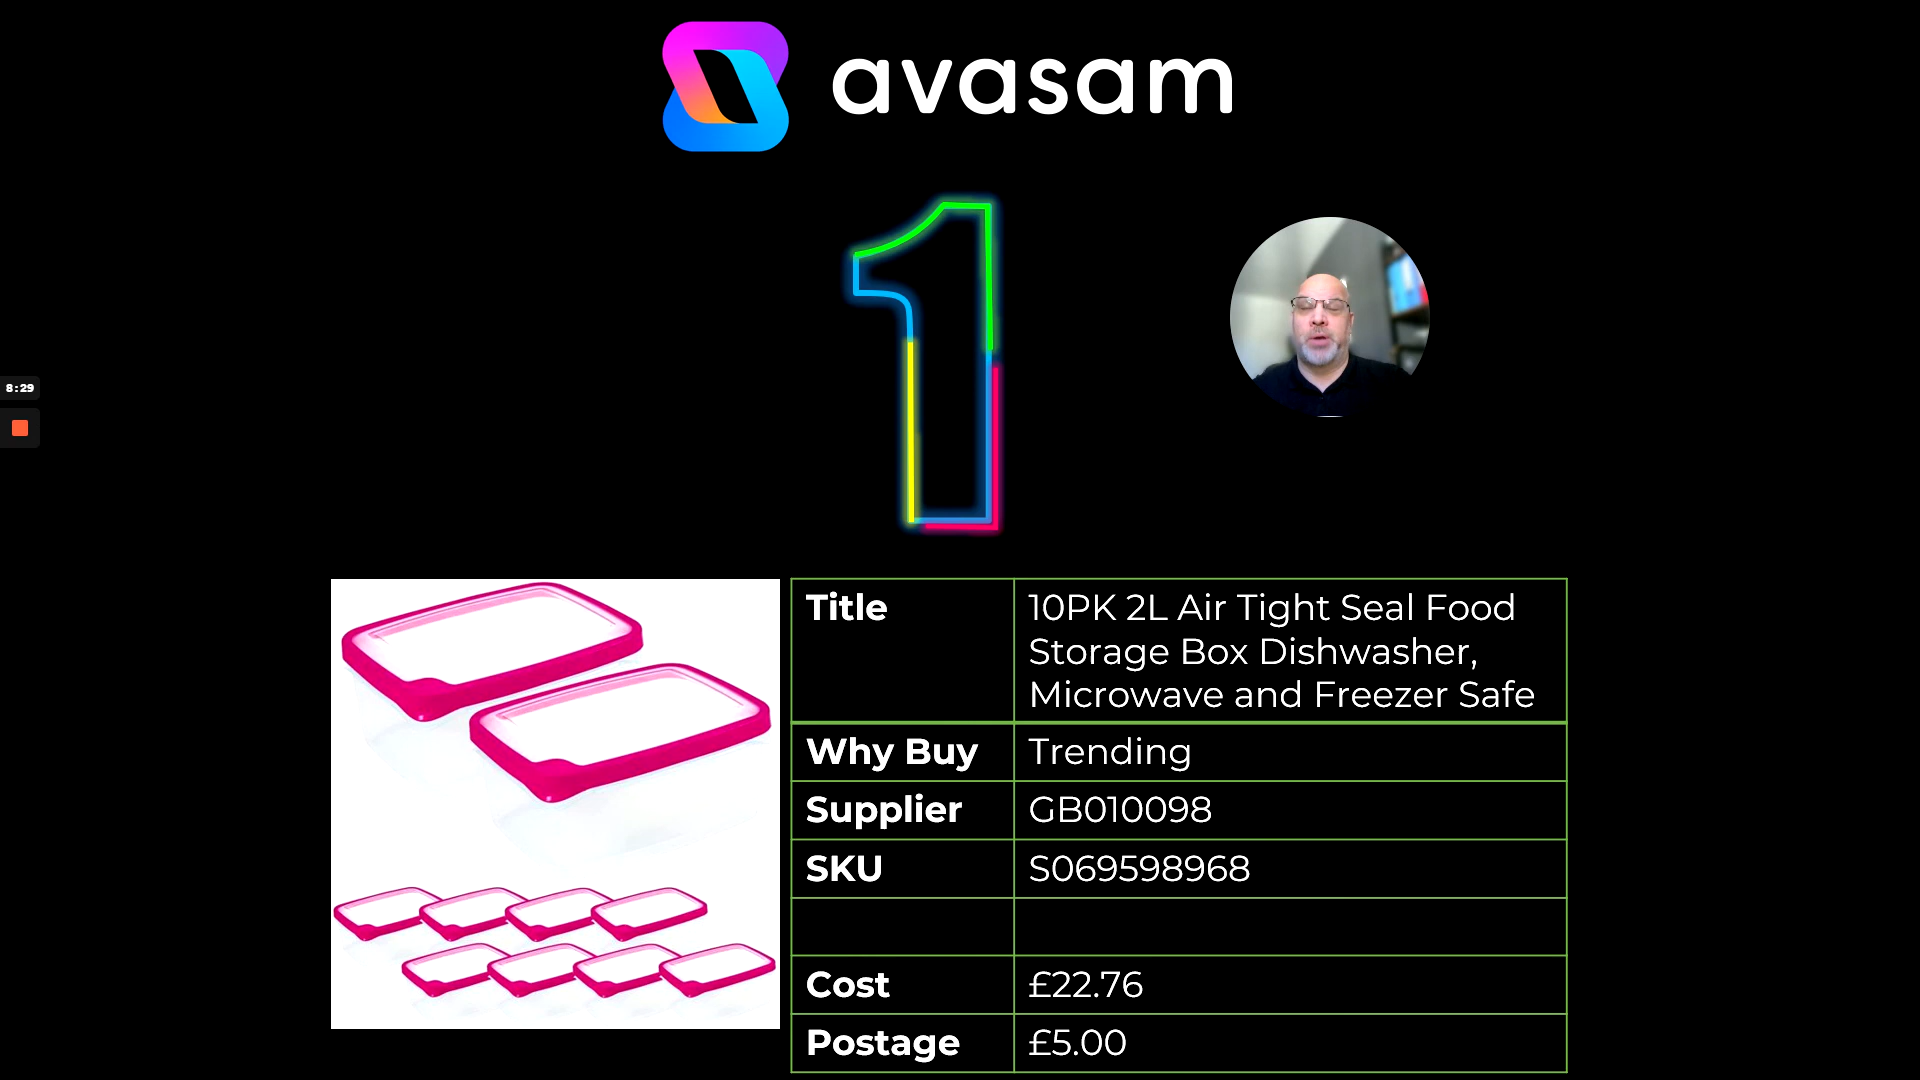 avasam
1
8:29
Title
10PK 2L Air Tight Seal Food
Storage Box Dishwasher,
Microwave and Freezer Safe
Why Buy
Trending
Supplier
GB010098
SKU
S069598968
Cost
£22.76
Postage
£5.00